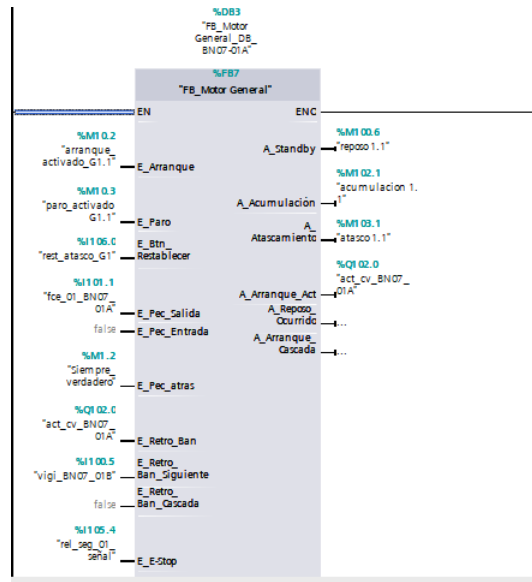 %DB3
"FB_Motor
General_DB_
BN07-01A"
%FB7
"FB_Motor General"
EN
ENO
%M10.2
"arranque_
activado_G1.1"
E_Arranque
%M10.3
"paro_activado
G1.1"
E_Paro
%I106.0
"rest_atasco_G1"
E_Btn_
Restablecer
%I101.1
"fce_01_BN07_
01A"
E_Pec_Salida
false
E_Pec_Entrada
%M1.2
"Siempre_
verdadero"
E_Pec_atras
%Q102.0
"act_cv_BN07_
01A"
E_Retro_Ban
%I100.5
"vigi_BN07_01B"
E_Retro_
Ban_Siguiente
false
E_Retro_
Ban_Cascada
%I105.4
"rel_seg_01_
señal"
E_E-Stop
A_Standby
%M100.6
"reposo 1.1"
A_Acumulación
%M102.1
"acumulacion 1.
1"
A_
Atascamiento
%M103.1
"atasco 1.1"
A_Arranque_Act
%Q102.0
"act_cv_BN07_
01A"
A_Reposo_
Ocurrido
...
A_Arranque_
Cascada
...